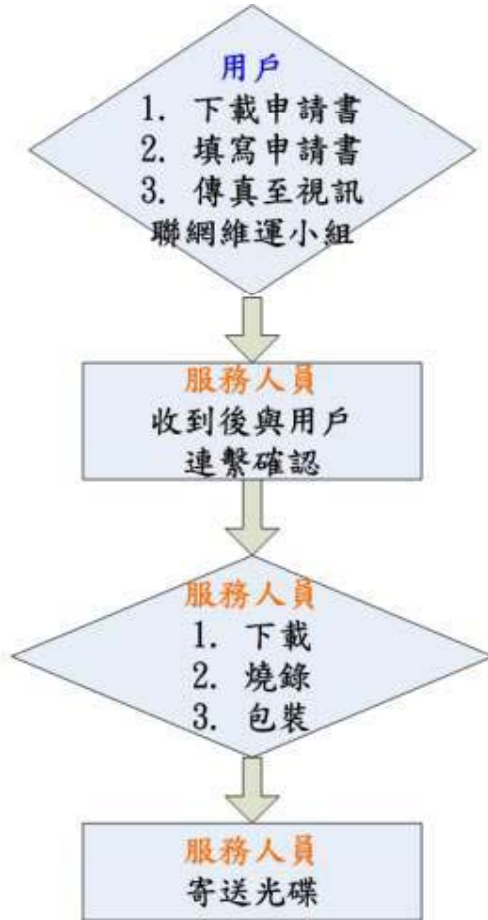 用戶
1. 下載申請書
2. 填寫申請書
3. 傳真至視訊
聯網維運小組
服務人員
收到後與用戶
連繫確認
服務人員
1. 下載
2. 燒錄
3. 包裝
服務人員
寄送光碟